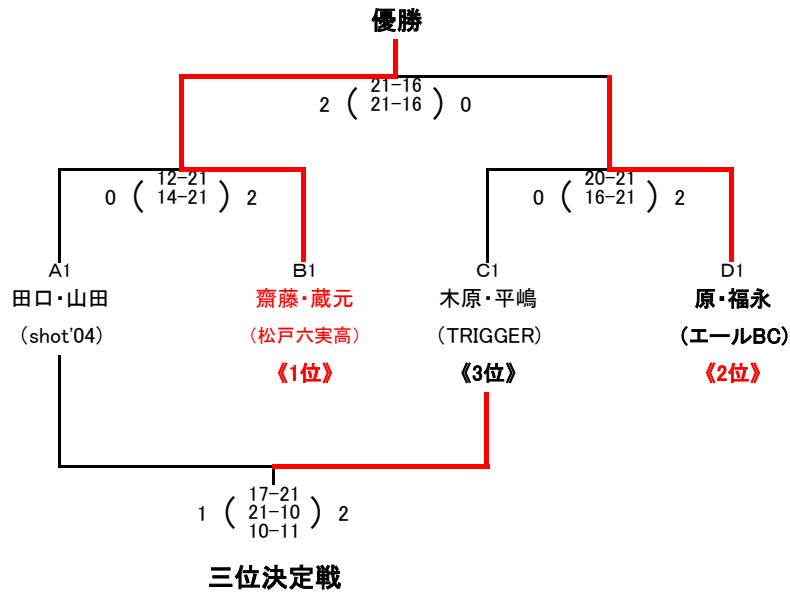 優勝
21-16
2 ( 21-16 ) 0
12-21
0 ( 14-21 ) 2
20-21
0 ( 16-21 ) 2
A1 B1 C1 D1
田口・山田 齋藤・蔵元 木原・平嶋 原・福永
(shot'04) (松戸六実高) (TRIGGER) (エールBC)
《1位》 《3位》 《2位》
17-21
1 ( 21-10 ) 2
10-11
三位決定戦